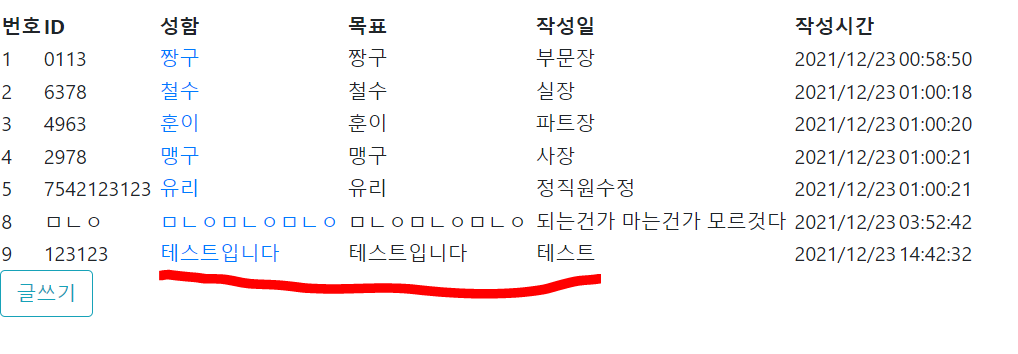 번호 ID 성함 목표 작성일 작성시간
1 0113 짱구 짱구 부문장 2021/12/23 00:58:50
2 6378 철수 철수 실장 2021/12/23 01:00:18
3 4963 훈이 훈이 파트장 2021/12/23 01:00:20
4 2978 맹구 맹구 사장 2021/12/23 01:00:21
5 7542123123 유리 유리 정직원수정 2021/12/23 01:00:21
8 ㅁㄴㅇ ㅁㄴㅇㅁㄴㅇㅁㄴㅇ ㅁㄴㅇㅁㄴㅇㅁㄴㅇ 되는건가 마는건가 모르것다 2021/12/23 03:52:42
9 123123 테스트입니다 테스트입니다 테스트 2021/12/23 14:42:32
글쓰기